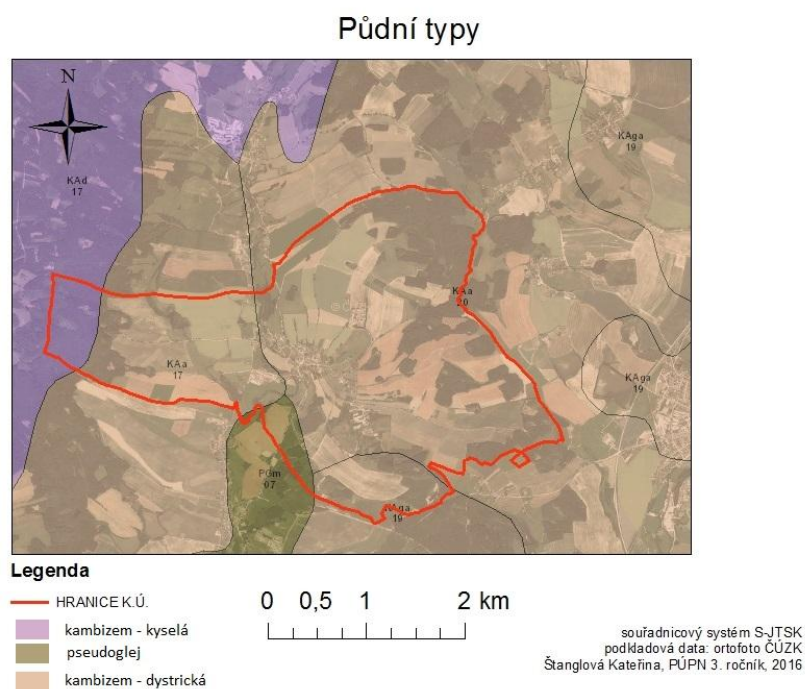 Půdní typy
N
KAd
17
KAga
19
KAa
20
KAa
17
KAga
19
PGm
07
KAga
19
Legenda
HRANICE K.Ú.
kambizem - kyselá
pseudoglej
kambizem - dystrická
0 0,5 1 2 km
souřadnicový systém S-JTSK
podkladová data: ortofoto ČÚZK
Štanglová Kateřina, PÚPN 3. ročník, 2016